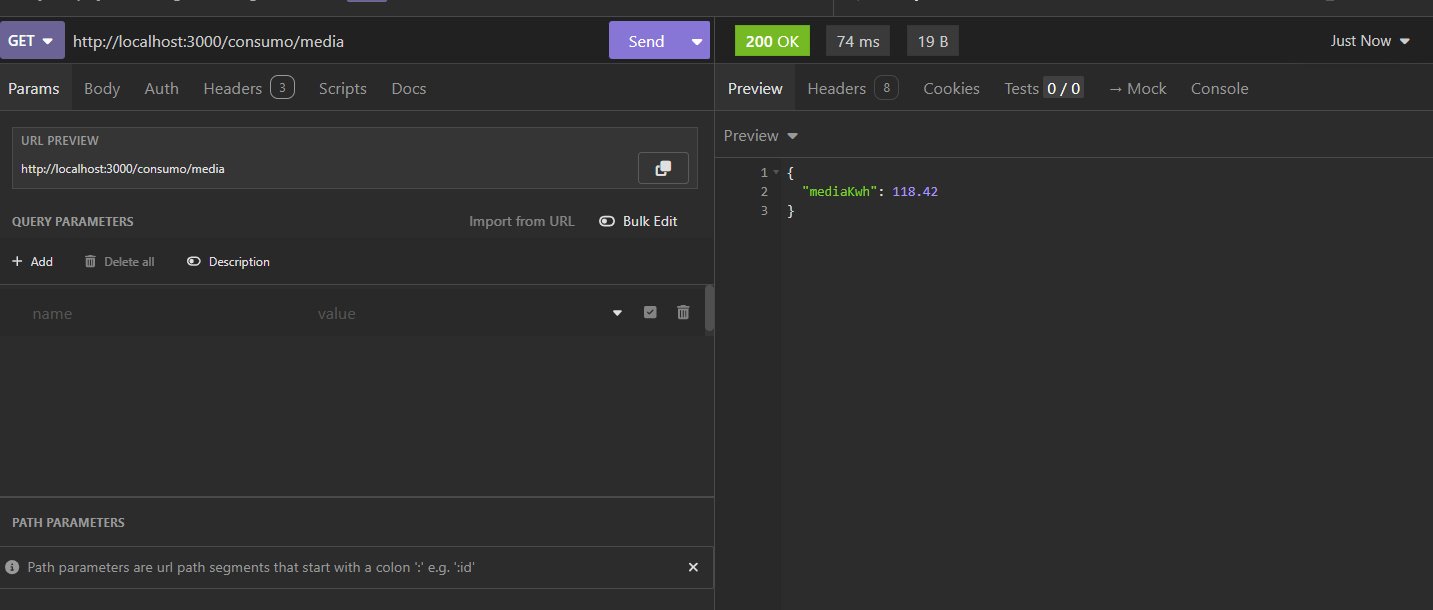 GET http://localhost:3000/consumo/media Send
Params Body Auth Headers 3 Scripts Docs
URL PREVIEW
http://localhost:3000/consumo/media
QUERY PARAMETERS Import from URL Bulk Edit
+ Add Delete all Description
name value
PATH PARAMETERS
Path parameters are url path segments that start with a colon ':' e.g. ':id'
200 OK 74 ms 19 B Just Now
Preview Headers 8 Cookies Tests 0 / 0 → Mock Console
Preview
1 {
2 "mediaKwh": 118.42
3 }